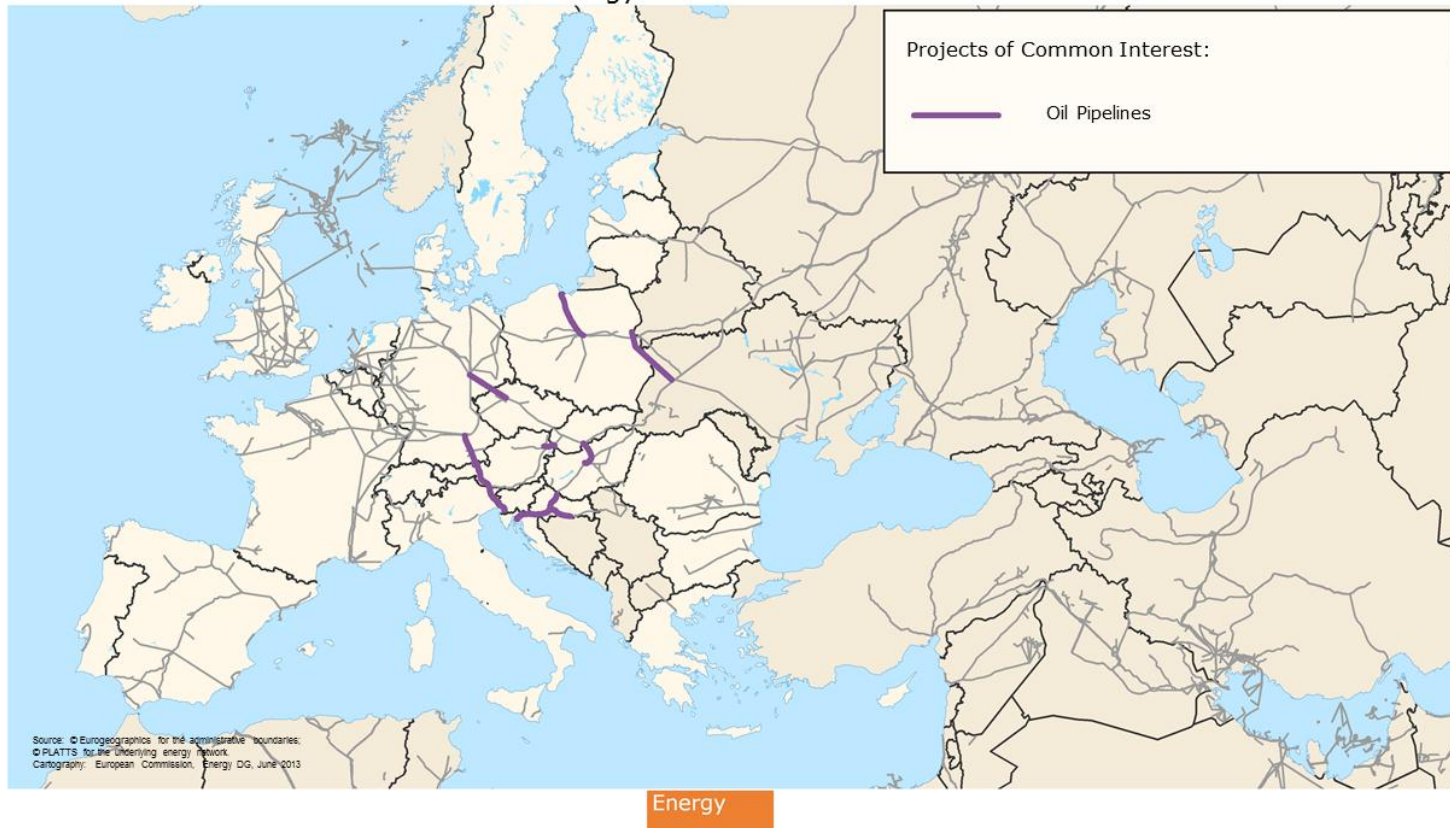 Projects of Common Interest:
Oil Pipelines
Source: © Eurogeographics for the administrative boundaries;
© PLATTS for the underlying energy network.
Cartography: European Commission, Energy DG, June 2013
Energy